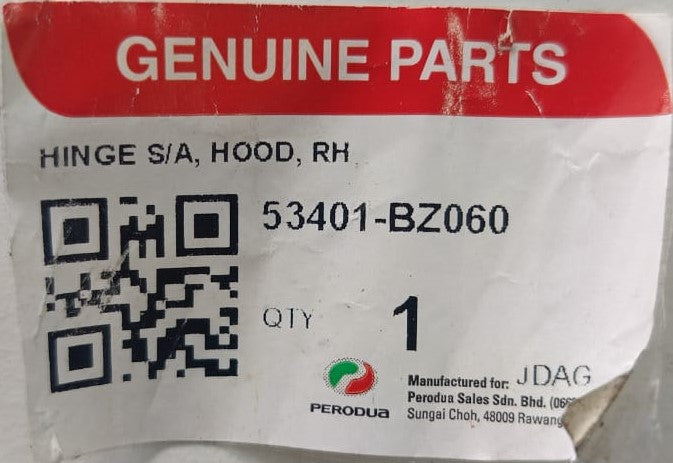 GENUINE PARTS
HINGE S/A, HOOD, RH
53401-BZ060
QTY 1
PERODUA
Manufactured for: JDAG
Perodua Sales Sdn. Bhd.
Sungai Choh, 48009 Rawang